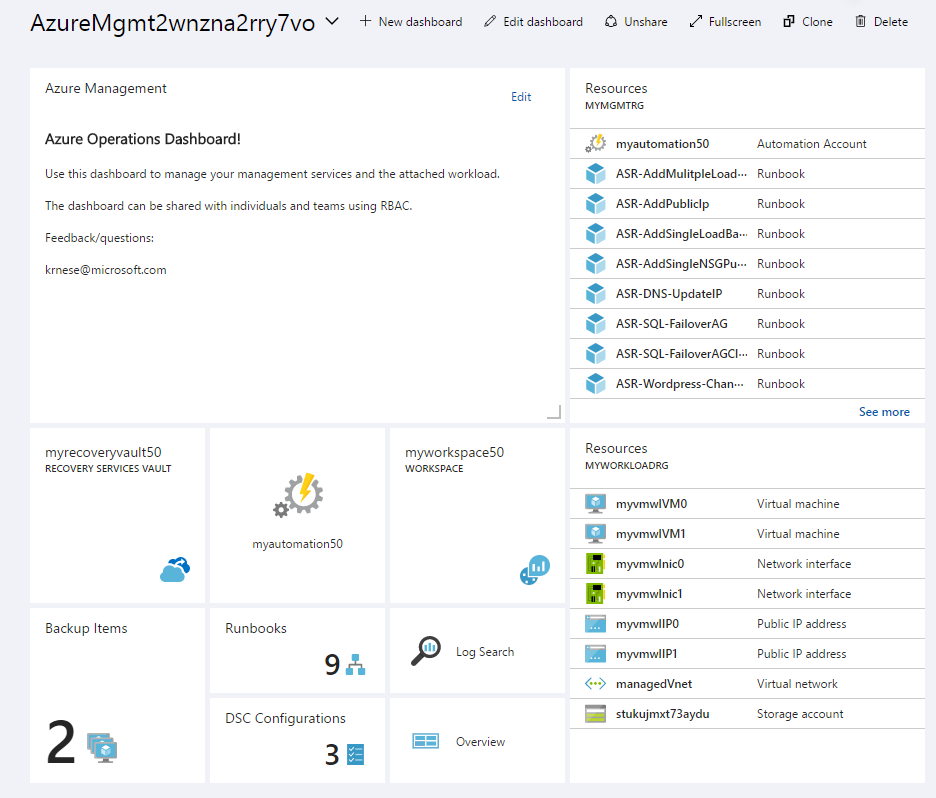 AzureMgmt2wnzna2rry7vo New dashboard Edit dashboard Unshare Fullscreen Clone Delete
Azure Management
Edit
Azure Operations Dashboard!
Use this dashboard to manage your management services and the attached workload.
The dashboard can be shared with individuals and teams using RBAC.
Feedback/questions:
krnese@microsoft.com
Resources
MYMGMTRG
myautomation50 Automation Account
ASR-AddMulitpleLoad··· Runbook
ASR-AddPublicIp Runbook
ASR-AddSingleLoadBa··· Runbook
ASR-AddSingleNSGPu··· Runbook
ASR-DNS-UpdateIP Runbook
ASR-SQL-FailoverAG Runbook
ASR-SQL-FailoverAGCl··· Runbook
ASR-Wordpress-Chan··· Runbook
See more
myrecoveryvault50
RECOVERY SERVICES VAULT
myautomation50
myworkspace50
WORKSPACE
Resources
MYWORKLOADRG
myvmwlVM0 Virtual machine
myvmwlVM1 Virtual machine
myvmwlnic0 Network interface
myvmwlnic1 Network interface
myvmwlIP0 Public IP address
myvmwlIP1 Public IP address
managedVnet Virtual network
stukujmxt73aydu Storage account
Backup Items
2
Runbooks
9
Log Search
DSC Configurations
3
Overview